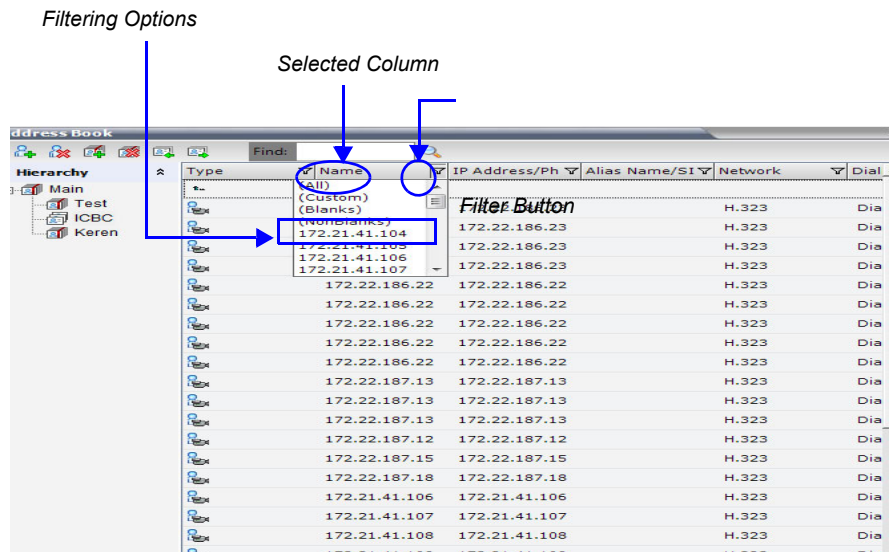 Filtering Options
Selected Column
ddress Book
Find:
Hierarchy
Main
Test
ICBC
Keren
Type Name IP Address/Ph Alias Name/SI Network Dial
(All)
(Custom)
(Blanks)
(NonBlanks)
172.21.41.104
172.21.41.105
172.21.41.106
172.21.41.107
Filter Button
H.323 Dia
172.22.186.23 H.323 Dia
172.22.186.23 H.323 Dia
172.22.186.23 H.323 Dia
172.22.186.22 172.22.186.22 H.323 Dia
172.22.186.22 172.22.186.22 H.323 Dia
172.22.186.22 172.22.186.22 H.323 Dia
172.22.186.22 172.22.186.22 H.323 Dia
172.22.186.22 172.22.186.22 H.323 Dia
172.22.187.13 172.22.187.13 H.323 Dia
172.22.187.13 172.22.187.13 H.323 Dia
172.22.187.13 172.22.187.13 H.323 Dia
172.22.187.12 172.22.187.12 H.323 Dia
172.22.187.15 172.22.187.15 H.323 Dia
172.22.187.18 172.22.187.18 H.323 Dia
172.21.41.106 172.21.41.106 H.323 Dia
172.21.41.107 172.21.41.107 H.323 Dia
172.21.41.108 172.21.41.108 H.323 Dia